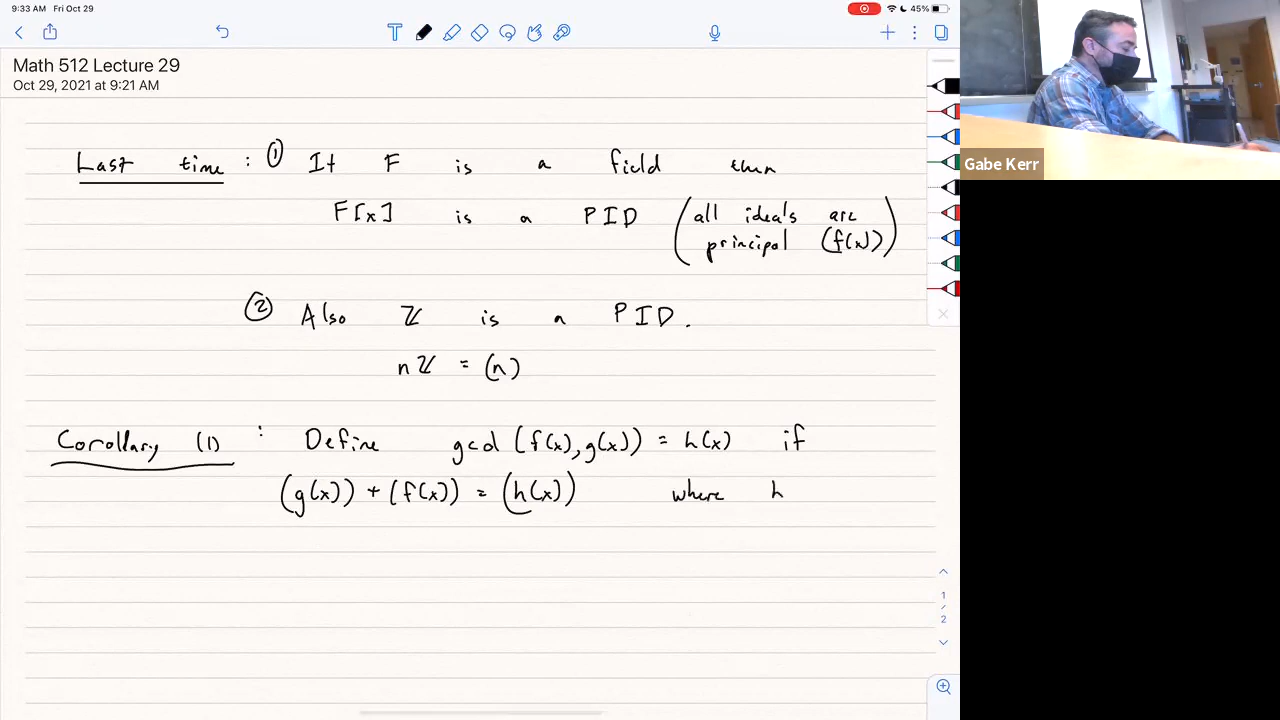 9:33 AM Fri Oct 29
45%
Math 512 Lecture 29
Oct 29, 2021 at 9:21 AM
Last time : ① If F is a field then
F[x] is a PID (all ideals are
principal (f(x)))
② Also ℤ is a PID.
nℤ = (n)
Corollary (1) : Define gcd (f(x), g(x)) = h(x) if
(g(x)) + (f(x)) = (h(x)) where h
1
/
2
Gabe Kerr